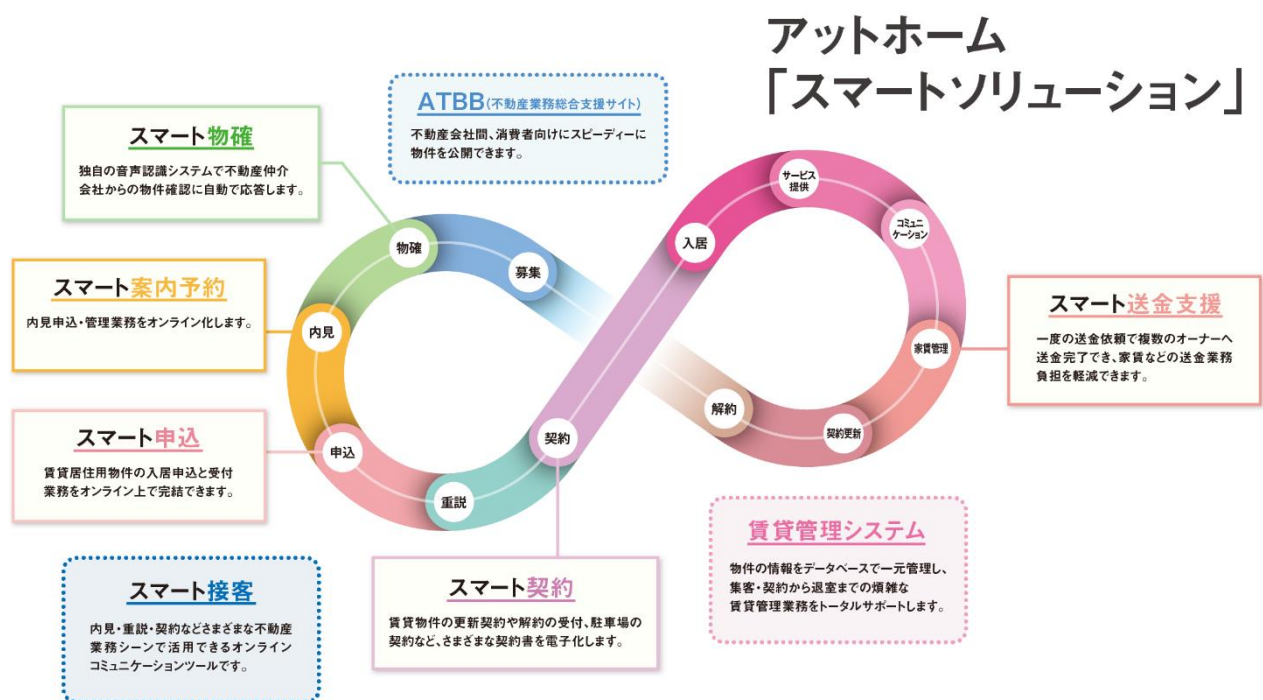 アットホーム
「スマートソリューション」
ATBB(不動産業務総合支援サイト)
不動産会社間、消費者向けにスピーディーに
物件を公開できます。
スマート物確
独自の音声認識システムで不動産仲介
会社からの物件確認に自動で応答します。
スマート案内予約
内見申込・管理業務をオンライン化します。
スマート申込
賃貸居住用物件の入居申込と受付
業務をオンライン上で完結できます。
スマート接客
内見・重説・契約などさまざまな不動産
業務シーンで活用できるオンライン
コミュニケーションツールです。
募集
物確
内見
申込
重説
契約
入居
サービス
提供
コミュニ
ケーション
家賃管理
契約更新
解約
スマート契約
賃貸物件の更新契約や解約の受付、駐車場の
契約など、さまざまな契約書を電子化します。
スマート送金支援
一度の送金依頼で複数のオーナーへ
送金完了でき、家賃などの送金業務
負担を軽減できます。
賃貸管理システム
物件の情報をデータベースで一元管理し、
集客・契約から退室までの煩雑な
賃貸管理業務をトータルサポートします。